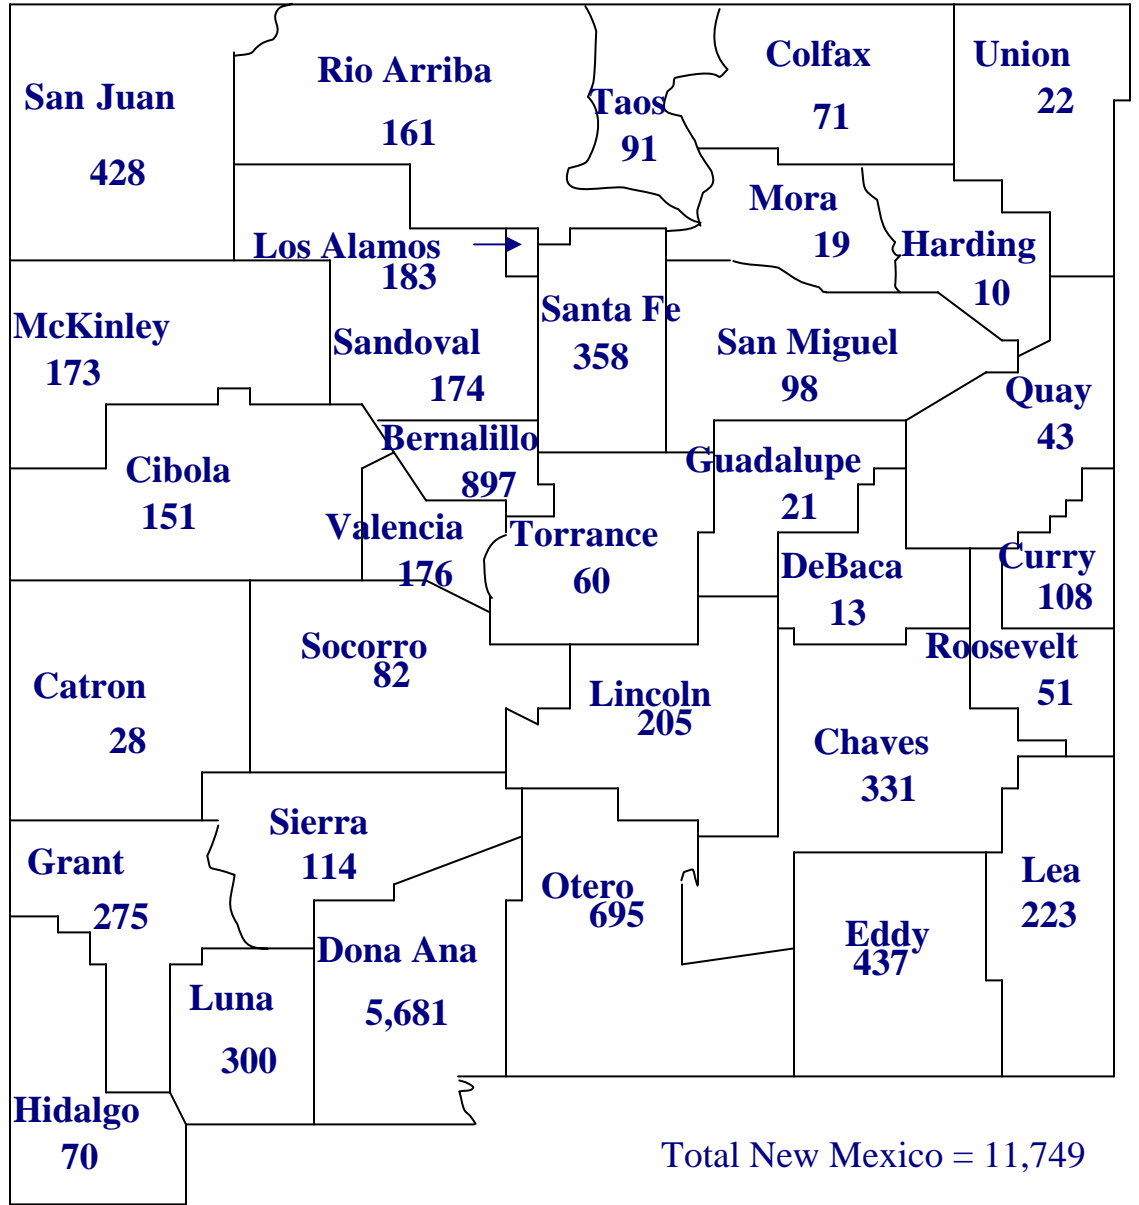 San Juan
428
Rio Arriba
161
Taos
91
Colfax
71
Union
22
Los Alamos
183
Mora
19
Harding
10
McKinley
173
Sandoval
174
Santa Fe
358
San Miguel
98
Quay
43
Cibola
151
Bernalillo
897
Guadalupe
21
Valencia
176
Torrance
60
DeBaca
13
Curry
108
Socorro
82
Roosevelt
51
Catron
28
Lincoln
205
Chaves
331
Sierra
114
Grant
275
Otero
695
Lea
223
Dona Ana
5,681
Eddy
437
Luna
300
Hidalgo
70
Total New Mexico = 11,749